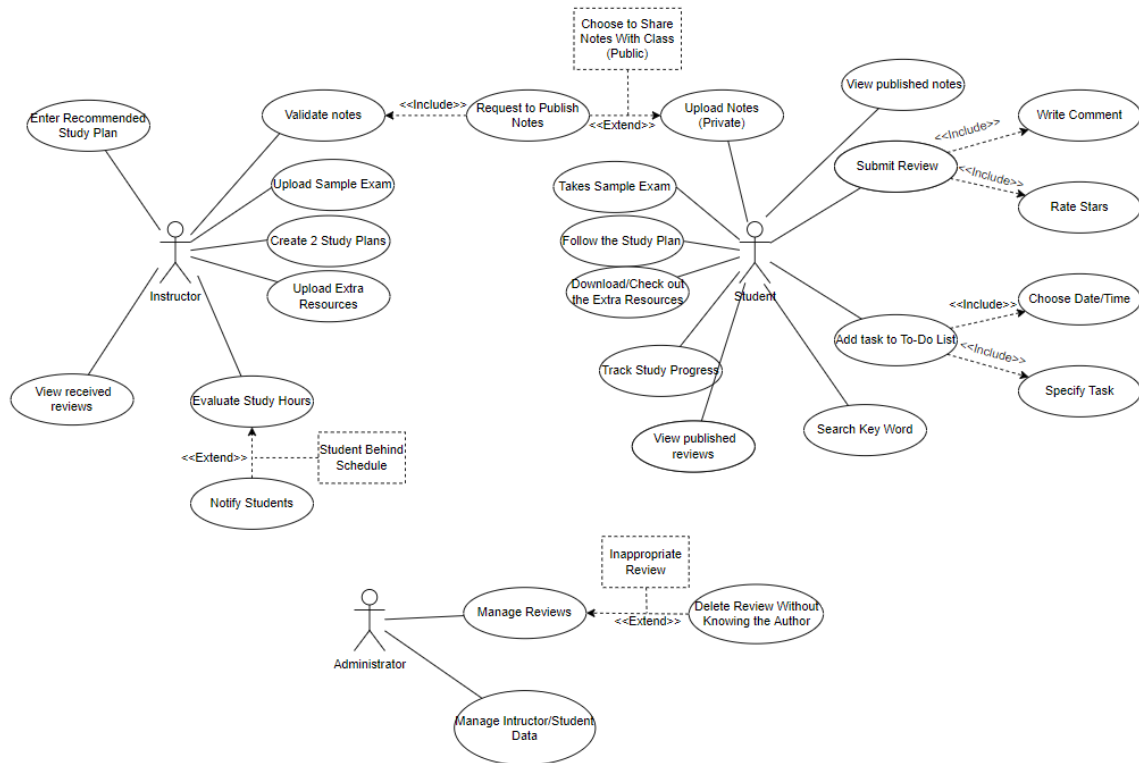 Choose to Share
Notes With Class
(Public)
View published notes
Enter Recommended
Study Plan
Validate notes
<<Include>>
Request to Publish
Notes
<<Extend>>
Upload Notes
(Private)
<<Include>>
Write Comment
Submit Review
<<Include>>
Rate Stars
Upload Sample Exam
Takes Sample Exam
Create 2 Study Plans
Follow the Study Plan
Upload Extra
Resources
Download/Check out
the Extra Resources
Instructor
Student
<<Include>>
Choose Date/Time
Add task to To-Do List
<<Include>>
Specify Task
Track Study Progress
View received
reviews
Evaluate Study Hours
View published
reviews
Search Key Word
<<Extend>>
Student Behind
Schedule
Notify Students
Inappropriate
Review
Manage Reviews
<<Extend>>
Delete Review Without
Knowing the Author
Administrator
Manage Intructor/Student
Data